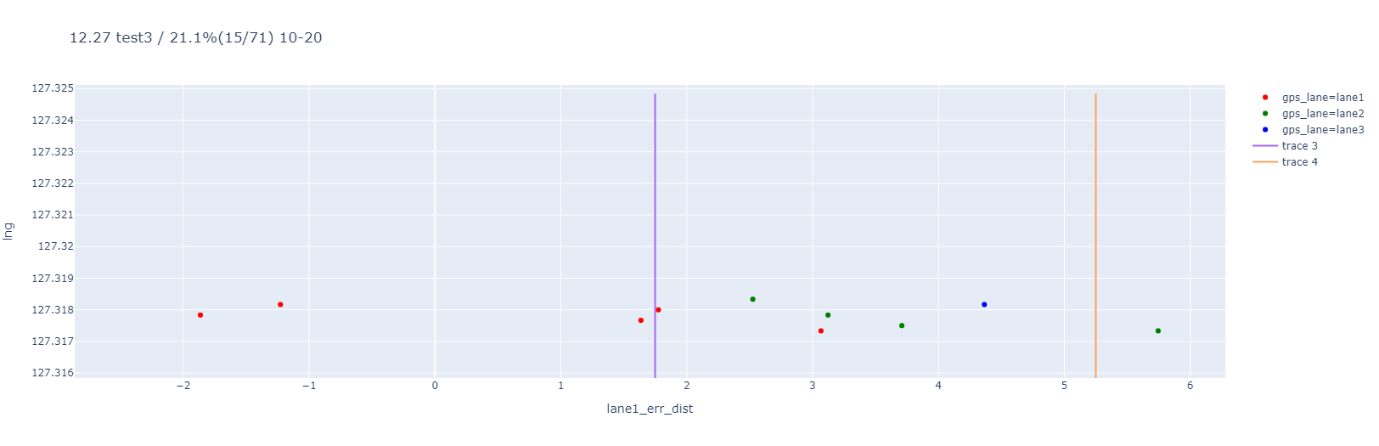 12.27 test3 / 21.1%(15/71) 10-20
127.325
127.324
127.323
127.322
127.321
127.32
127.319
127.318
127.317
127.316
lng
−2
−1
0
1
2
3
4
5
6
lane1_err_dist
gps_lane=lane1
gps_lane=lane2
gps_lane=lane3
trace 3
trace 4